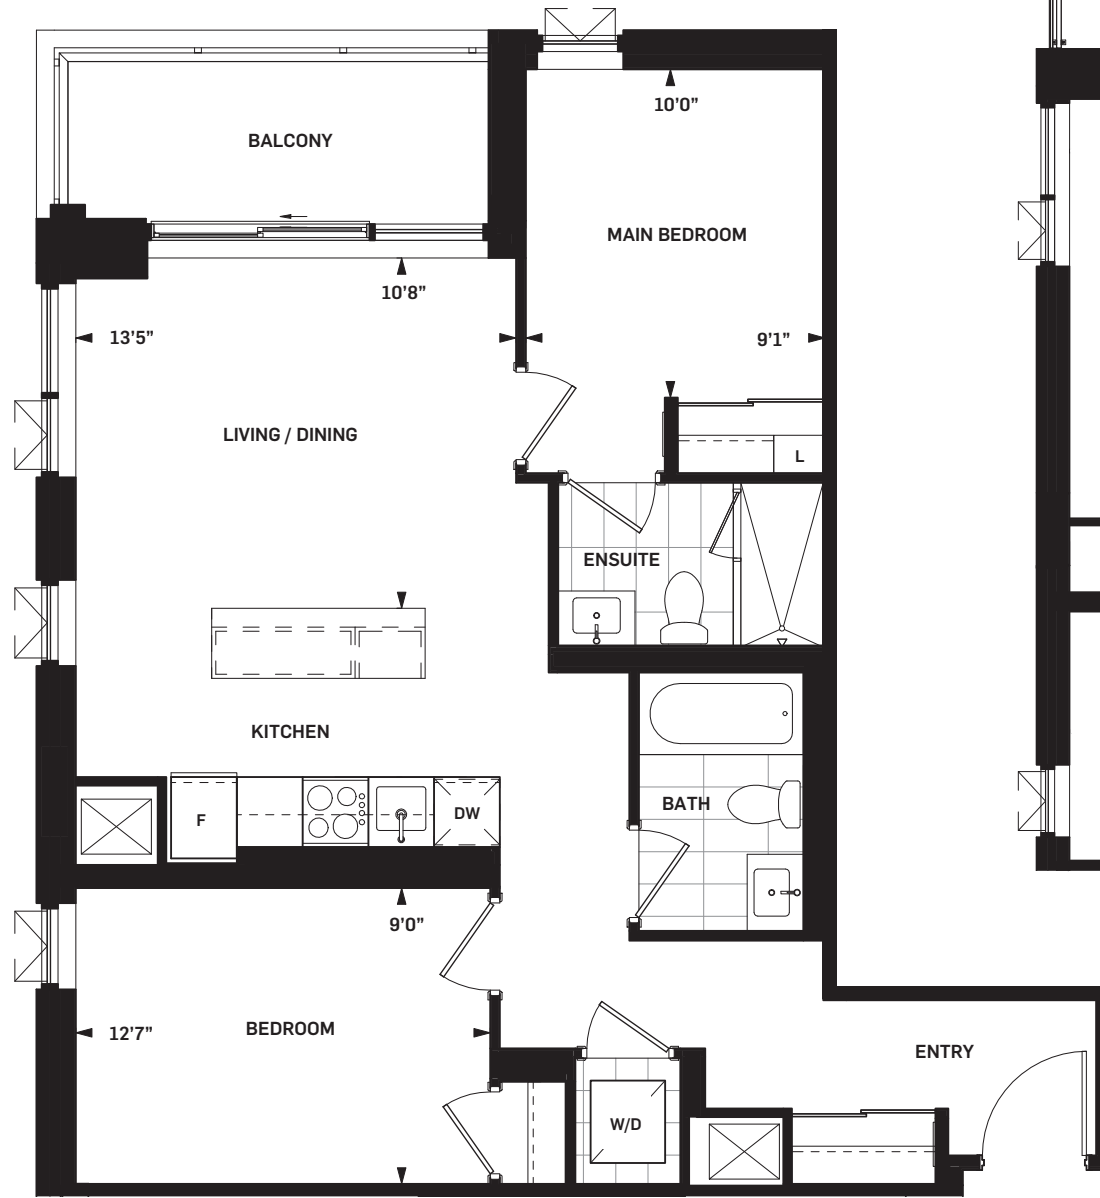 10'0"
BALCONY
MAIN BEDROOM
10'8"
13'5"
9'1"
LIVING / DINING
L
ENSUITE
KITCHEN
BATH
F
DW
9'0"
BEDROOM
12'7"
ENTRY
W/D